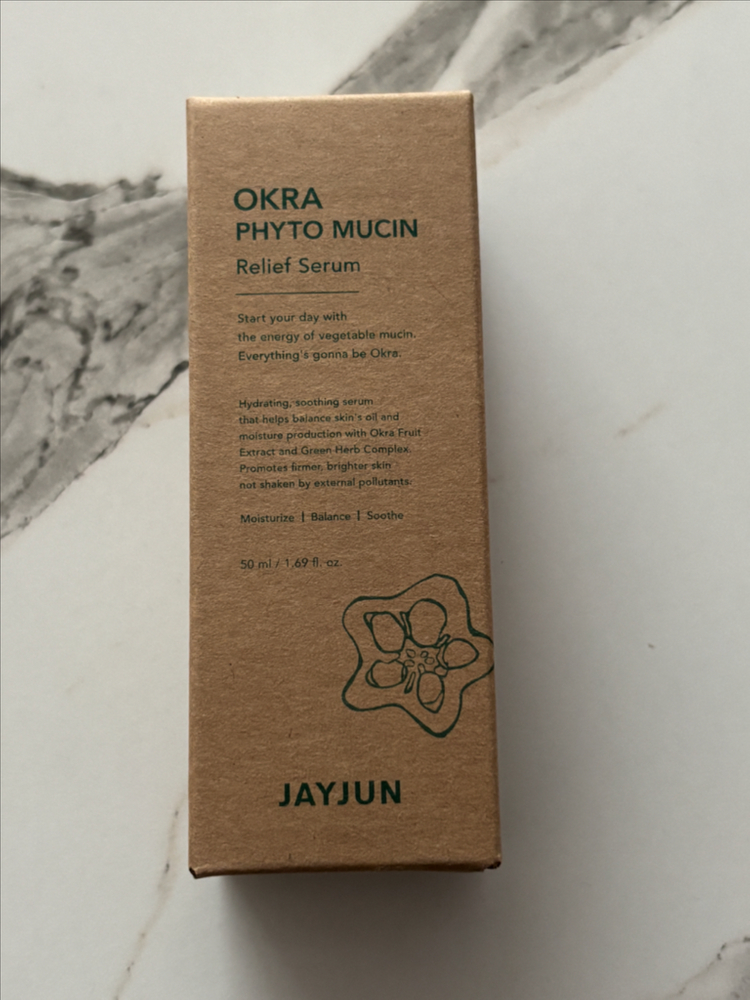 OKRA
PHYTO MUCIN
Relief Serum
Start your day with
the energy of vegetable mucin.
Everything's gonna be Okra.
Hydrating, soothing serum
that helps balance skin's oil and
moisture production with Okra Fruit
Extract and Green Herb Complex.
Promotes firmer, brighter skin
not shaken by external pollutants.
Moisturize | Balance | Soothe
50 ml / 1.69 fl. oz.
JAYJUN